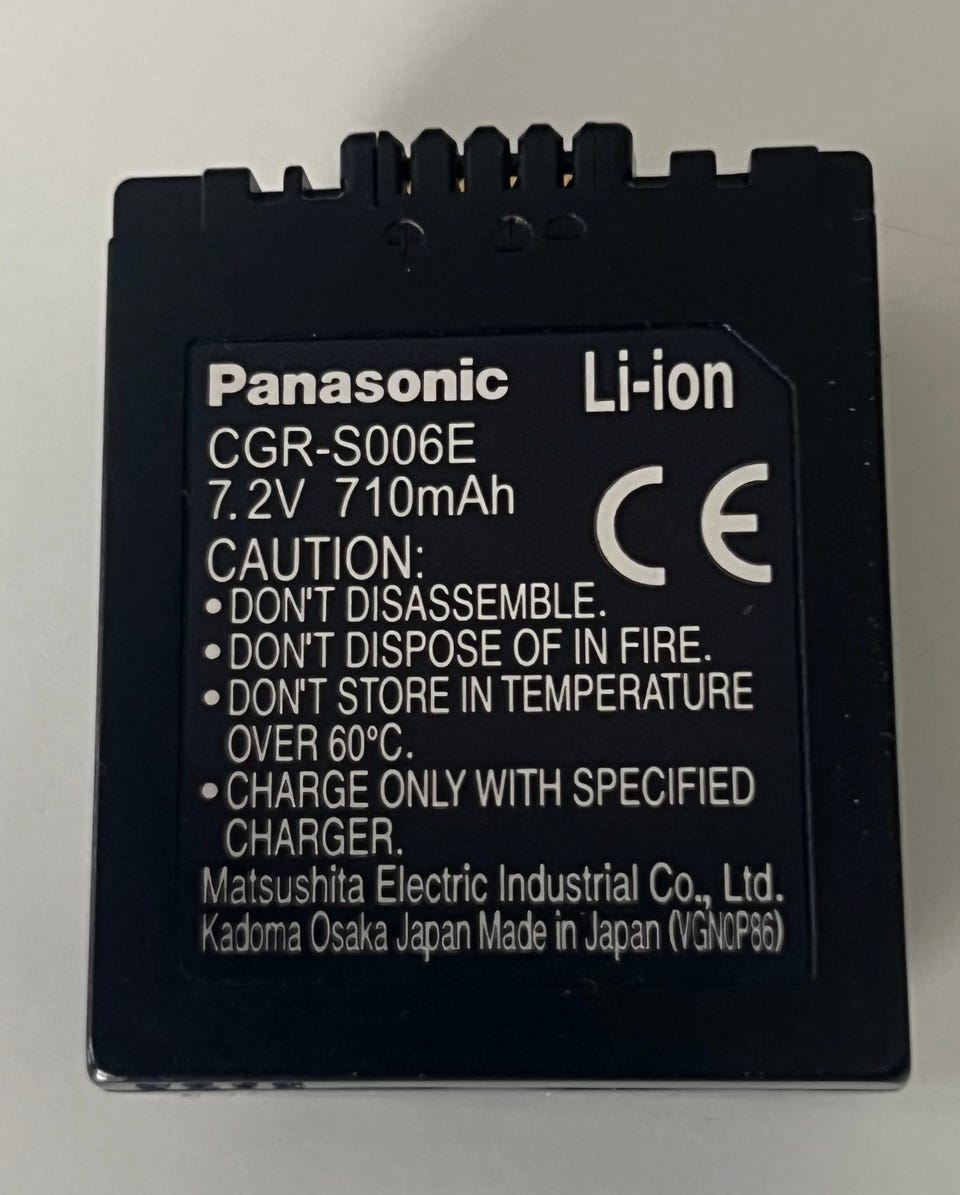 Panasonic Li-ion
CGR-S006E
7.2V 710mAh
CE
CAUTION:
• DON'T DISASSEMBLE.
• DON'T DISPOSE OF IN FIRE.
• DON'T STORE IN TEMPERATURE
OVER 60°C.
• CHARGE ONLY WITH SPECIFIED
CHARGER.
Matsushita Electric Industrial Co., Ltd.
Kadoma Osaka Japan Made in Japan (VGN0P86)